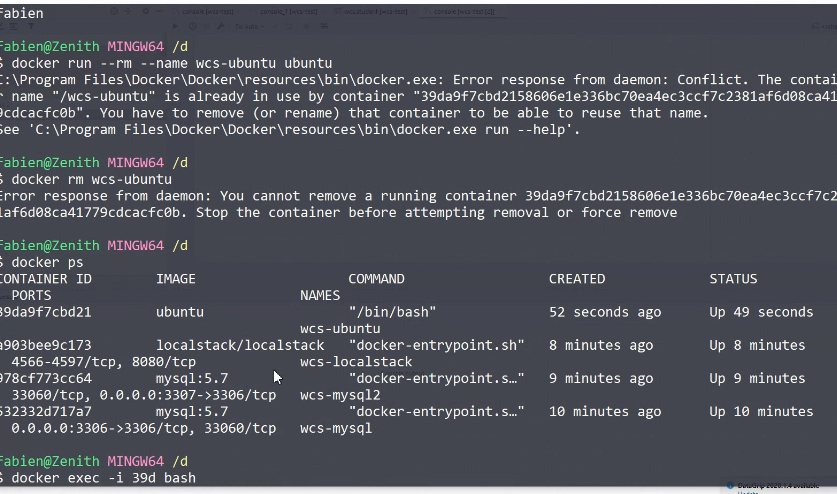 Fabien
Fabien@Zenith MINGW64 /d
$ docker run --rm --name wcs-ubuntu ubuntu
C:\Program Files\Docker\Docker\resources\bin\docker.exe: Error response from daemon: Conflict. The contai
r name "/wcs-ubuntu" is already in use by container "39da9f7cbd2158606e1e336bc70ea4ec3ccf7c2381af6d08ca41
9cdcacfc0b". You have to remove (or rename) that container to be able to reuse that name.
See 'C:\Program Files\Docker\Docker\resources\bin\docker.exe run --help'.
Fabien@Zenith MINGW64 /d
$ docker rm wcs-ubuntu
Error response from daemon: You cannot remove a running container 39da9f7cbd2158606e1e336bc70ea4ec3ccf7c2
1af6d08ca41779cdcacfc0b. Stop the container before attempting removal or force remove
Fabien@Zenith MINGW64 /d
$ docker ps
CONTAINER ID IMAGE COMMAND CREATED STATUS
PORTS NAMES
39da9f7cbd21 ubuntu "/bin/bash" 52 seconds ago Up 49 seconds
wcs-ubuntu
a903bee9c173 localstack/localstack "docker-entrypoint.sh" 8 minutes ago Up 8 minutes
4566-4597/tcp, 8080/tcp wcs-localstack
978cf773cc64 mysql:5.7 "docker-entrypoint.s…" 9 minutes ago Up 9 minutes
33060/tcp, 0.0.0.0:3307->3306/tcp wcs-mysql2
532332d717a7 mysql:5.7 "docker-entrypoint.s…" 10 minutes ago Up 10 minutes
0.0.0.0:3306->3306/tcp, 33060/tcp wcs-mysql
Fabien@Zenith MINGW64 /d
$ docker exec -i 39d bash
DataGrip 2020.1.4 available